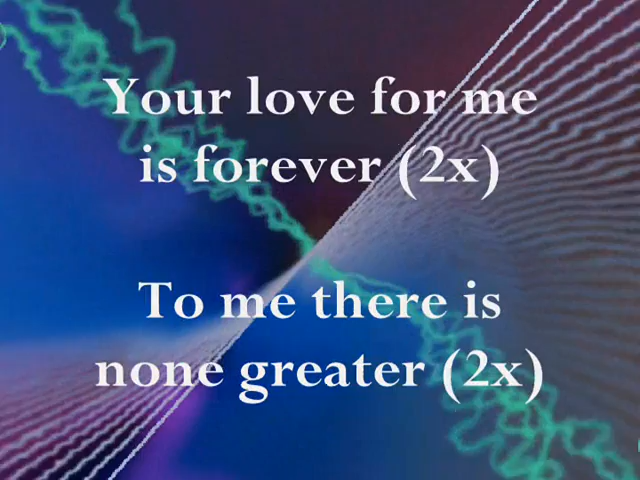 Your love for me
is forever (2x)
To me there is
none greater (2x)